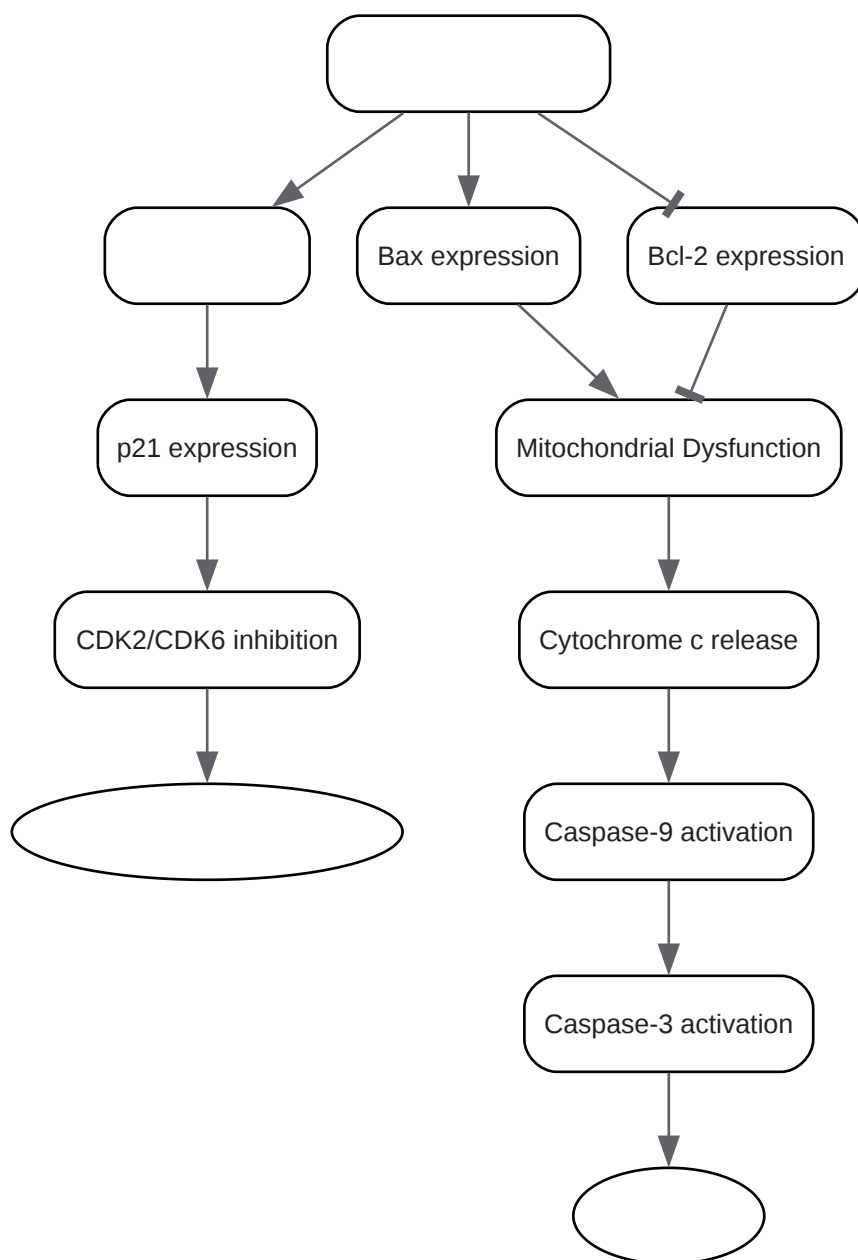 Bax expression
Bcl-2 expression
p21 expression
Mitochondrial Dysfunction
CDK2/CDK6 inhibition
Cytochrome c release
Caspase-9 activation
Caspase-3 activation